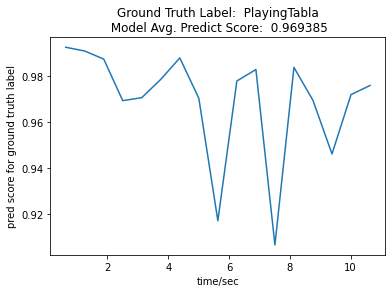 Ground Truth Label:  PlayingTabla
Model Avg. Predict Score:  0.969385
pred score for ground truth label
0.98
0.96
0.94
0.92
2
4
6
8
10
time/sec